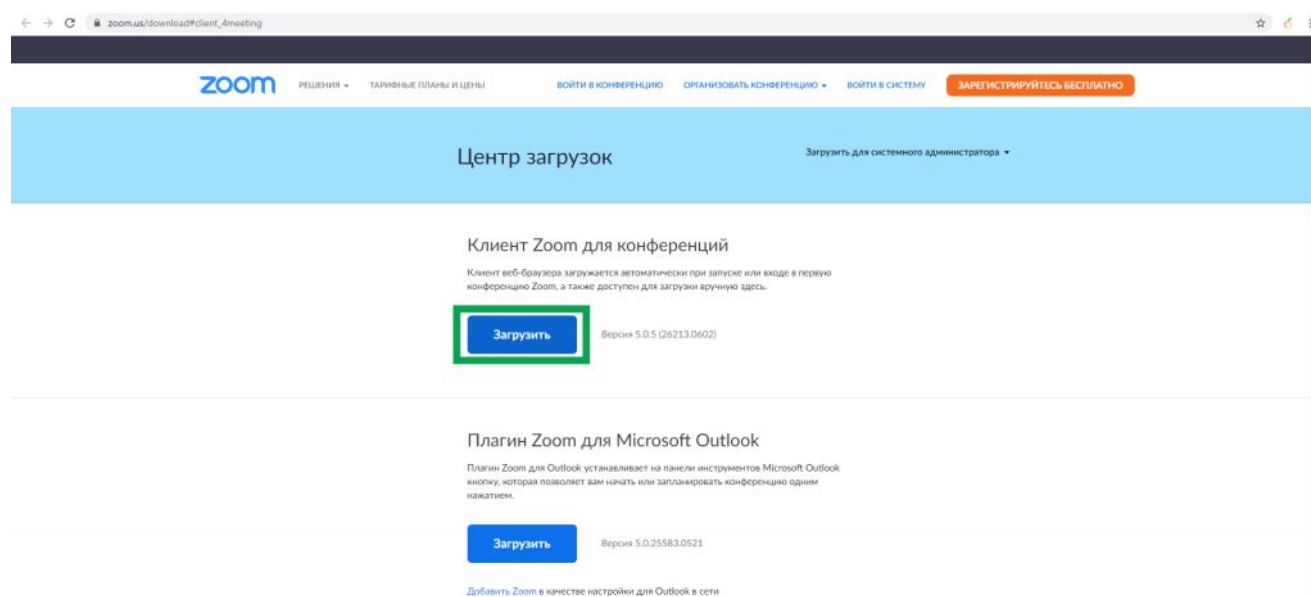 zoom.us/download#client_4meeting
zoom РЕШЕНИЯ ТАРИФНЫЕ ПЛАНЫ И ЦЕНЫ ВОЙТИ В КОНФЕРЕНЦИЮ ОРГАНИЗОВАТЬ КОНФЕРЕНЦИЮ ВОЙТИ В СИСТЕМУ ЗАРЕГИСТРИРУЙТЕСЬ БЕСПЛАТНО
Центр загрузок Загрузить для системного администратора
Клиент Zoom для конференций
Клиент веб-браузера загружается автоматически при запуске или входе в первую
конференцию Zoom, а также доступен для загрузки вручную здесь.
Загрузить Версия 5.0.5 (26213.0602)
Плагин Zoom для Microsoft Outlook
Плагин Zoom для Outlook устанавливает на панели инструментов Microsoft Outlook
кнопку, которая позволяет вам начать или запланировать конференцию одним
нажатием.
Загрузить Версия 5.0.25583.0521
Добавить Zoom в качестве настройки для Outlook в сети